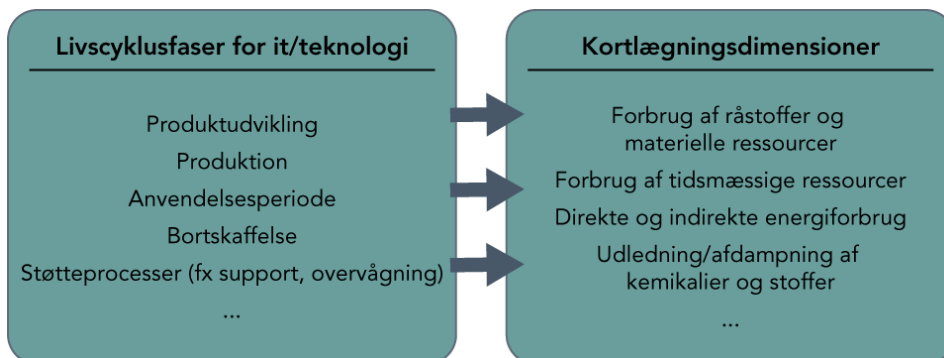 Livscyklusfaser for it/teknologi
Produktudvikling
Produktion
Anvendelsesperiode
Bortskaffelse
Støtteprocesser (fx support, overvågning)
...
Kortlægningsdimensioner
Forbrug af råstoffer og
materielle ressourcer
Forbrug af tidsmæssige ressourcer
Direkte og indirekte energiforbrug
Udledning/afdampning af
kemikalier og stoffer
...